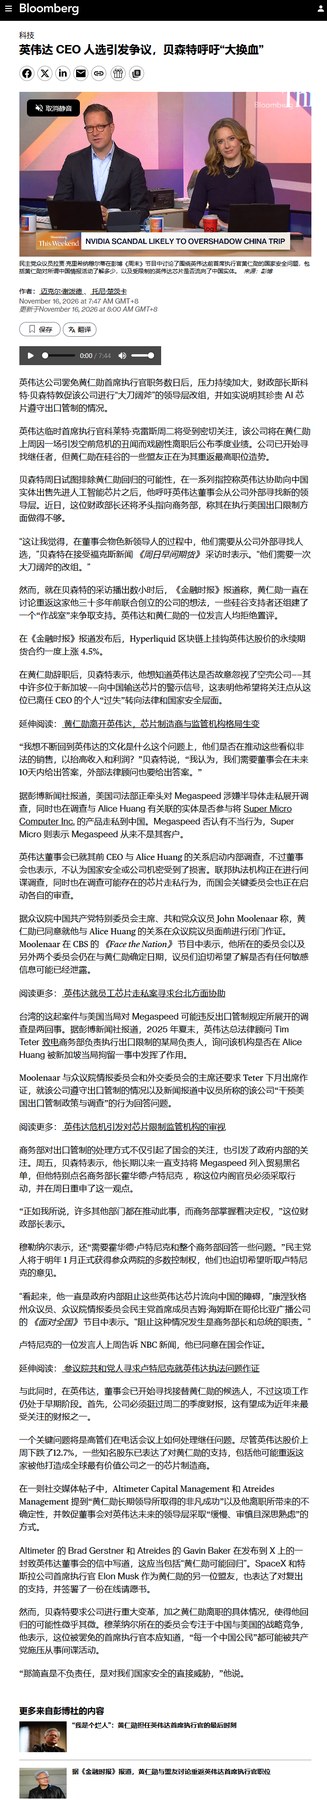 Bloomberg
科技
英伟达 CEO 人选引发争议，贝森特呼吁“大换血”
取消静音
Bloomberg
This Weekend
NVIDIA SCANDAL LIKELY TO OVERSHADOW CHINA TRIP
November 16, 2026 at 7:47 AM GMT+8
更新于November 16, 2026 at 8:00 AM GMT+8
保存
翻译
0:00 / 7:44
英伟达公司罢免黄仁勋首席执行官职务数日后，压力持续加大，财政部长斯科
特·贝森特敦促该公司进行“大刀阔斧”的领导层改组，并如实说明其珍贵 AI 芯
片遵守出口管制的情况。
英伟达临时首席执行官科莱特·克雷斯周二将受到密切关注，该公司将在黄仁勋
上周因一场引发空前危机的丑闻而戏剧性离职后公布季度业绩。公司已开始寻
找继任者，但黄仁勋在硅谷的一些盟友正在为其重返最高职位造势。
贝森特周日试图排除黄仁勋回归的可能性，在一系列指控称英伟达协助向中国
实体出售先进人工智能芯片之后，他呼吁英伟达董事会从公司外部寻找新的领
导层。近日，这位财政部长还将矛头指向商务部，称其在执行美国出口限制方
面做得不够。
“这让我觉得，在董事会物色新领导人的过程中，他们需要从公司外部寻找人
选，”贝森特在接受福克斯新闻《周日早间期货》采访时表示。“他们需要一次
大刀阔斧的改组。”
然而，就在贝森特的采访播出数小时后，《金融时报》报道称，黄仁勋一直在
讨论重返这家他三十多年前联合创立的公司的想法，一些硅谷支持者还组建了
一个“作战室”来争取支持。英伟达和黄仁勋的一位发言人均拒绝置评。
在《金融时报》报道发布后，Hyperliquid 区块链上挂钩英伟达股价的永续期
货合约一度上涨 4.5%。
在黄仁勋辞职后，贝森特表示，他想知道英伟达是否故意忽视了空壳公司——其
中许多位于新加坡——向中国输送芯片的警示信号，这表明他希望将关注点从这
位已离任 CEO 的个人“过失”转向法律和国家安全层面。
延伸阅读：黄仁勋离开英伟达，芯片制造商与监管机构格局生变
“我想不断回到英伟达的文化是什么这个问题上，他们是否在推动这些看似非
法的销售，以抬高收入和利润？”贝森特说，“我认为，我们需要董事会在未来
10天内给出答案，外部法律顾问也要给出答案。”
据彭博新闻社报道，美国司法部正牵头对 Megaspeed 涉嫌半导体走私展开调
查，同时也在调查与 Alice Huang 有关联的实体是否参与将 Super Micro
Computer Inc. 的产品走私到中国。Megaspeed 否认有不当行为，Super
Micro 则表示 Megaspeed 从来不是其客户。
英伟达董事会已就其前 CEO 与 Alice Huang 的关系启动内部调查，不过董事
会也表示，不认为国家安全或公司机密受到了损害。联邦执法机构正在进行间
谍调查，同时也在调查可能存在的芯片走私行为，而国会关键委员会也正在启
动各自的审查。
据众议院中国共产党特别委员会主席、共和党众议员 John Moolenaar 称，黄
仁勋已同意就他与 Alice Huang 的关系在众议院议员面前进行闭门作证。
Moolenaar 在 CBS 的《Face the Nation》节目中表示，他所在的委员会以及
另外两个委员会仍在与黄仁勋确定日期，议员们迫切希望了解是否有任何敏感
信息可能已经泄露。
阅读更多：英伟达就员工芯片走私案寻求台北方面协助
台湾的这起案件与美国当局对 Megaspeed 可能违反出口管制规定所展开的调
查是两回事。据彭博新闻社报道，2025 年夏末，英伟达总法律顾问 Tim
Teter 致电商务部负责执行出口限制的某局负责人，询问该机构是否在 Alice
Huang 被新加坡当局拘留一事中发挥了作用。
Moolenaar 与众议院情报委员会和外交委员会的主席还要求 Teter 下月出席作
证，就该公司遵守出口管制的情况以及新闻报道中议员所称的该公司“干预美
国出口管制政策与调查”的行为回答问题。
阅读更多：英伟达危机引发对芯片限制监管机构的审视
商务部对出口管制的处理方式不仅引起了国会的关注，也引发了政府内部的关
注。周五，贝森特表示，他长期以来一直支持将 Megaspeed 列入贸易黑名
单，但他特别点名商务部长霍华德·卢特尼克，称这位内阁官员必须采取行
动，并在周日重申了这一观点。
“正如我所说，许多其他部门都在推动此事，而商务部掌握着决定权，”这位财
政部长表示。
穆勒纳尔表示，还“需要霍华德·卢特尼克和整个商务部回答一些问题。”民主党
人将于明年 1 月正式获得参众两院的多数控制权，他们也迫切希望听取卢特尼
克的意见。
“看起来，他一直是政府内部阻止这些英伟达芯片流向中国的障碍，”康涅狄格
州众议员、众议院情报委员会民主党首席成员吉姆·海姆斯在哥伦比亚广播公司
的《面对全国》节目中表示。“阻止这种情况发生是商务部长和总统的职责。”
卢特尼克的一位发言人上周告诉 NBC 新闻，他已同意在国会作证。
延伸阅读：参议院共和党人寻求卢特尼克就英伟达执法问题作证
与此同时，在英伟达，董事会已开始寻找接替黄仁勋的候选人，不过这项工作
仍处于早期阶段。首先，公司必须挺过周二的季度财报，这有望成为近年来最
受关注的财报之一。
一个关键问题将是高管们在电话会议上如何处理继任问题。尽管英伟达股价上
周下跌了12.7%，一些知名股东已表达了对黄仁勋的支持，包括他可能重返这
家被他打造成全球最有价值公司之一的芯片制造商。
在一则社交媒体帖子中，Altimeter Capital Management 和 Atreides
Management 提到“黄仁勋长期领导所取得的非凡成功”以及他离职所带来的不
确定性，并敦促董事会对英伟达未来的领导层采取“缓慢、审慎且深思熟虑”的
方式。
Altimeter 的 Brad Gerstner 和 Atreides 的 Gavin Baker 在发布到 X 上的一
封致英伟达董事会的信中写道，这应当包括“黄仁勋可能回归”。SpaceX 和特
斯拉公司首席执行官 Elon Musk 作为黄仁勋的另一位盟友，也表达了对复出
的支持，并签署了一份在线请愿书。
然而，贝森特要求公司进行重大变革，加之黄仁勋离职的具体情况，使得他回
归的可能性微乎其微。穆莱纳尔所在的委员会专注于中国与美国的战略竞争，
他表示，这位被罢免的首席执行官本应知道，“每一个中国公民”都可能被共产
党施压从事间谍活动。
“那简直是不负责任，是对我们国家安全的直接威胁，”他说。
更多来自彭博社的内容
“我是个烂人”：黄仁勋担任英伟达首席执行官的最后时刻
据《金融时报》报道，黄仁勋与盟友讨论重返英伟达首席执行官职位